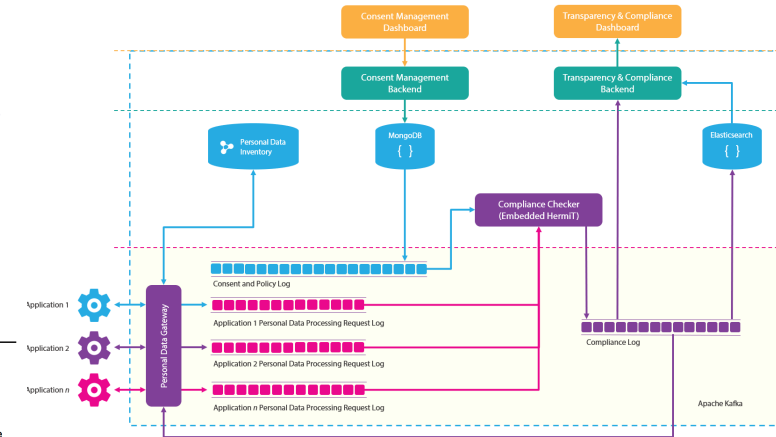 Consent Management
Dashboard
Transparency & Compliance
Dashboard
Consent Management
Backend
Transparency & Compliance
Backend
Personal Data
Inventory
MongoDB
{ }
Elasticsearch
{ }
Compliance Checker
(Embedded HermiT)
Consent and Policy Log
Application 1
Application 1 Personal Data Processing Request Log
Personal Data Gateway
Compliance Log
Application 2
Application 2 Personal Data Processing Request Log
Application n
Application n Personal Data Processing Request Log
Apache Kafka
e